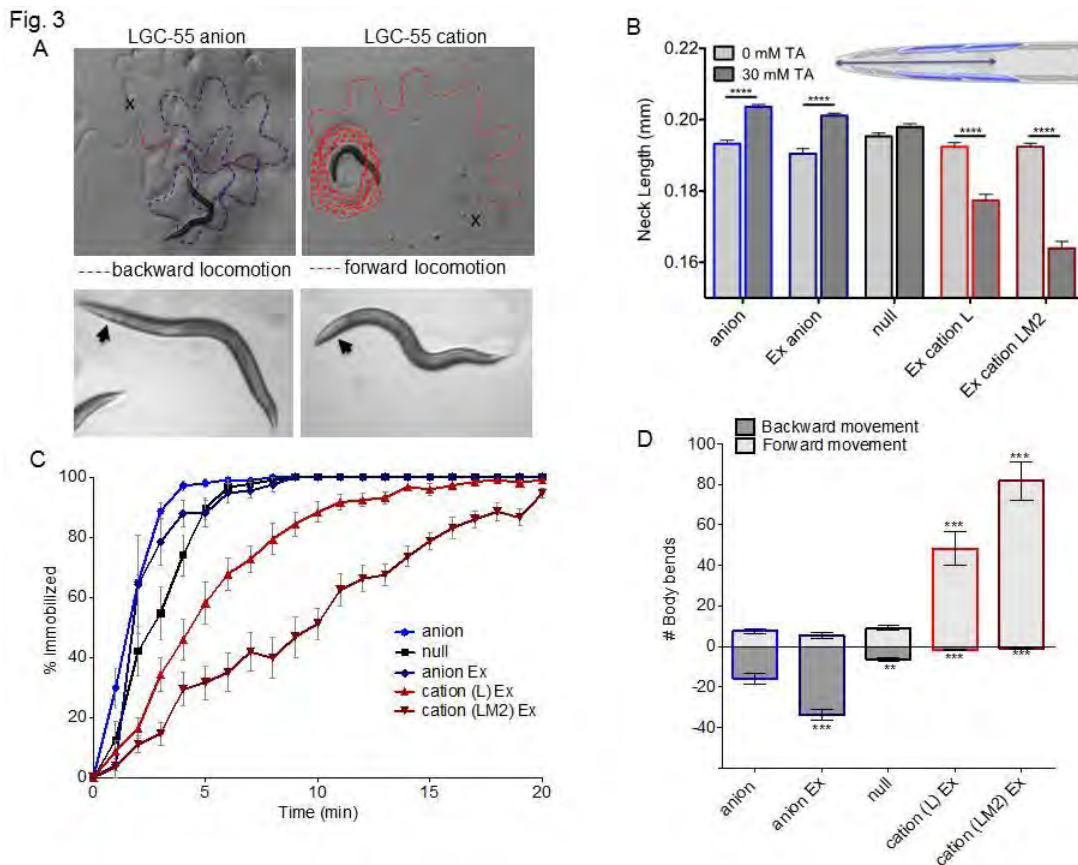 Fig. 3
A
LGC-55 anion
LGC-55 cation
x
x
----backward locomotion
----forward locomotion
B
0 mM TA
30 mM TA
0.22
0.20
0.18
0.16
Neck Length (mm)
****
****
****
****
anion
Ex anion
null
Ex cation L
Ex cation LM2
C
100
80
60
40
20
0
% Immobilized
anion
null
anion Ex
cation (L) Ex
cation (LM2) Ex
0
5
10
15
20
Time (min)
D
Backward movement
Forward movement
100
80
60
40
20
0
-20
-40
# Body bends
***
**
***
***
***
***
anion
anion Ex
null
cation (L) Ex
cation (LM2) Ex